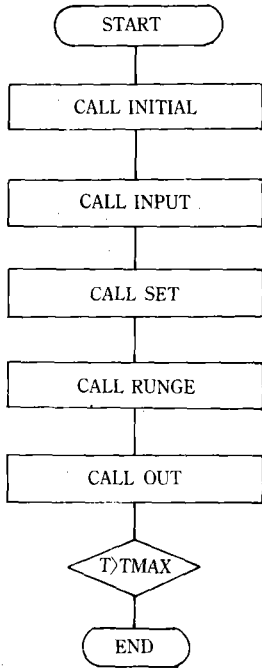 START
CALL INITIAL
CALL INPUT
CALL SET
CALL RUNGE
CALL OUT
T>TMAX
END